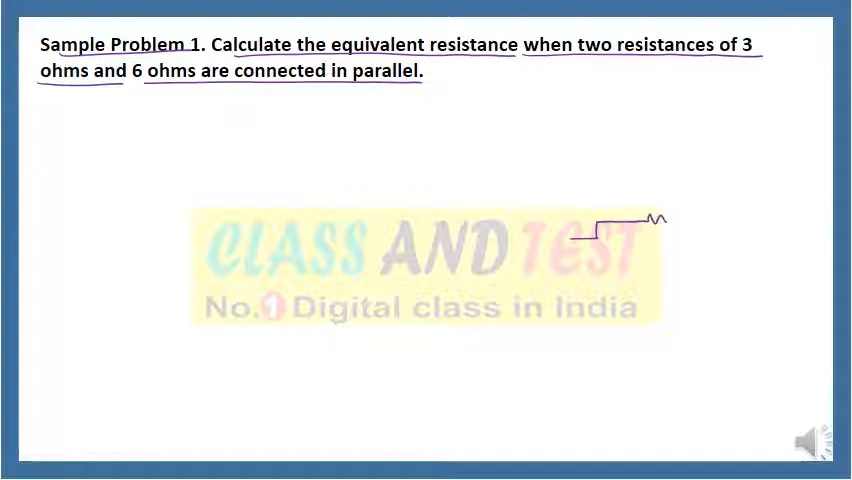 Sample Problem 1. Calculate the equivalent resistance when two resistances of 3
ohms and 6 ohms are connected in parallel.
CLASS AND TEST
No.1 Digital class in India